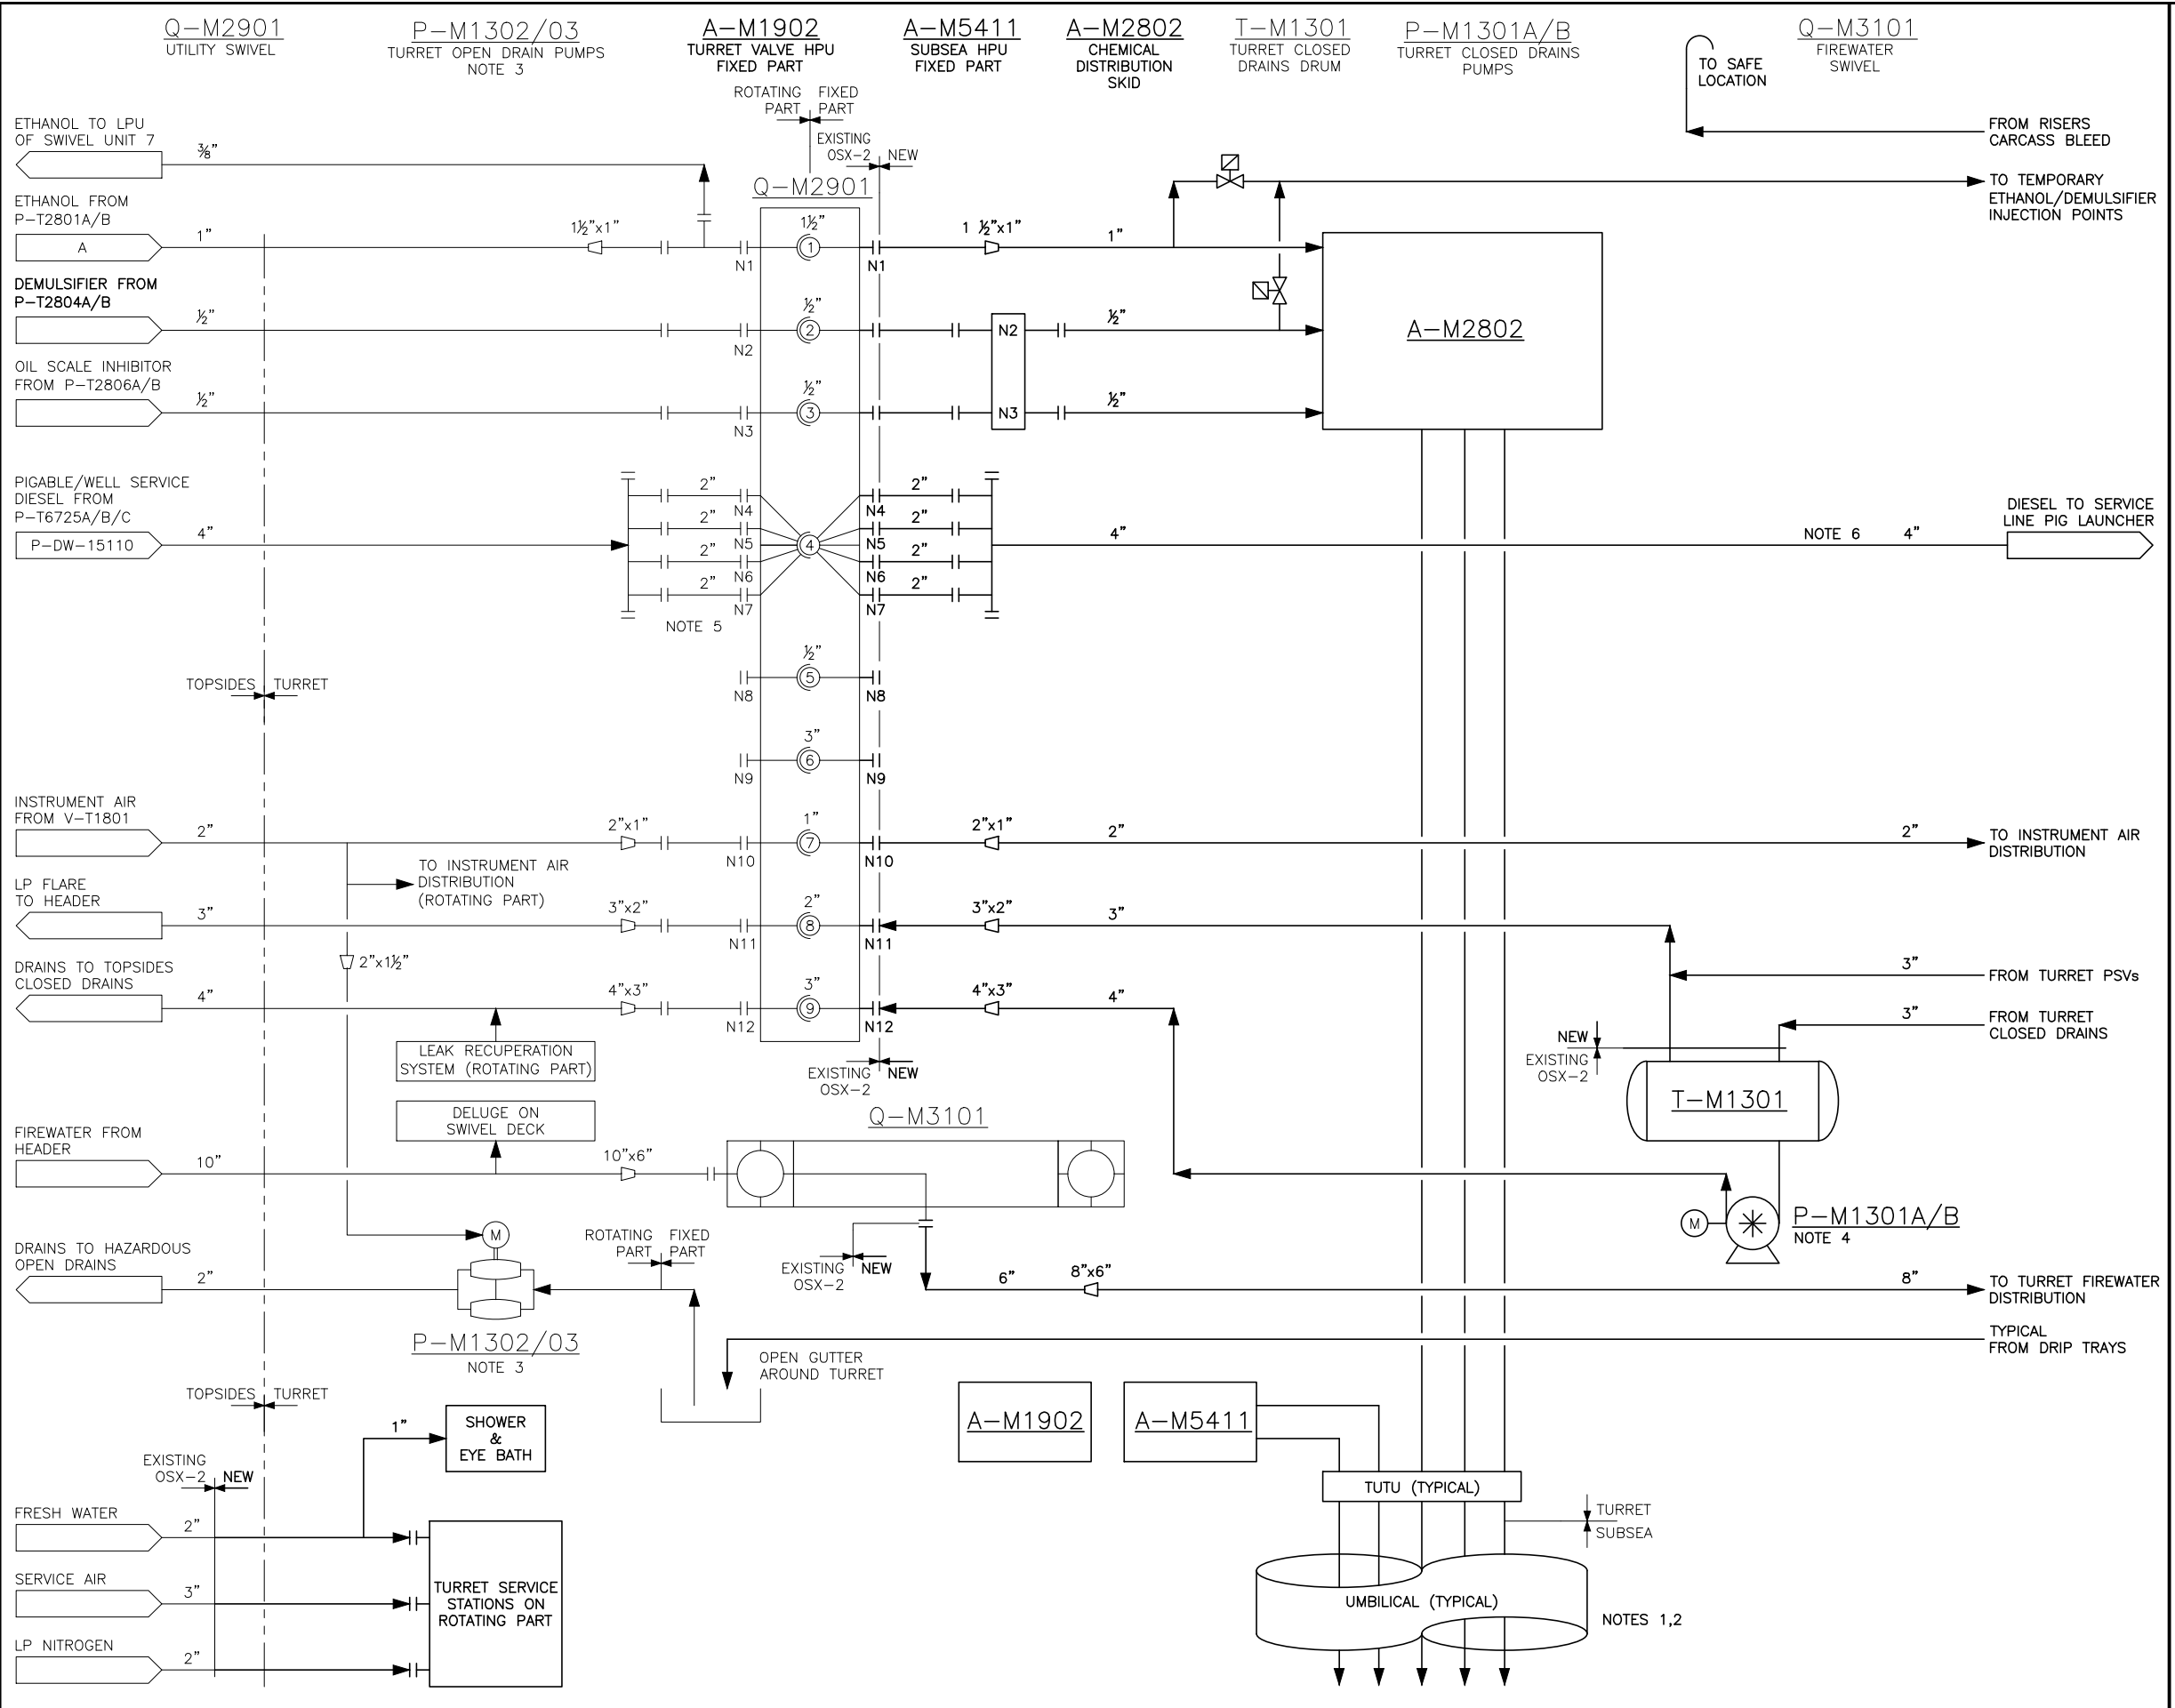 Q-M2901
UTILITY SWIVEL
P-M1302/03
TURRET OPEN DRAIN PUMPS
NOTE 3
A-M1902
TURRET VALVE HPU
FIXED PART
A-M5411
SUBSEA HPU
FIXED PART
A-M2802
CHEMICAL
DISTRIBUTION
SKID
T-M1301
TURRET CLOSED
DRAINS DRUM
P-M1301A/B
TURRET CLOSED DRAINS
PUMPS
TO SAFE
LOCATION
Q-M3101
FIREWATER
SWIVEL
ROTATING FIXED
PART PART
EXISTING
OSX-2 NEW
Q-M2901
FROM RISERS
CARCASS BLEED
ETHANOL TO LPU
OF SWIVEL UNIT 7
⅜"
TO TEMPORARY
ETHANOL/DEMULSIFIER
INJECTION POINTS
ETHANOL FROM
P-T2801A/B
A
1"
1½"x1"
N1
1½"
1
N1
1 ½"x1"
1"
DEMULSIFIER FROM
P-T2804A/B
½"
N2
½"
2
N2
½"
A-M2802
OIL SCALE INHIBITOR
FROM P-T2806A/B
½"
N3
½"
3
N3
½"
PIGABLE/WELL SERVICE
DIESEL FROM
P-T6725A/B/C
P-DW-15110
4"
2"
N4
2"
N5
2"
N6
2"
N7
NOTE 5
4
N4
2"
N5
2"
N6
2"
N7
2"
4"
NOTE 6
4"
DIESEL TO SERVICE
LINE PIG LAUNCHER
N8
½"
5
N8
TOPSIDES TURRET
N9
3"
6
N9
INSTRUMENT AIR
FROM V-T1801
2"
2"x1"
N10
1"
7
N10
2"x1"
2"
2"
TO INSTRUMENT AIR
DISTRIBUTION
TO INSTRUMENT AIR
DISTRIBUTION
(ROTATING PART)
LP FLARE
TO HEADER
3"
3"x2"
N11
2"
8
N11
3"x2"
3"
2"x1½"
3"
FROM TURRET PSVs
DRAINS TO TOPSIDES
CLOSED DRAINS
4"
4"x3"
N12
3"
9
N12
4"x3"
4"
3"
FROM TURRET
CLOSED DRAINS
LEAK RECUPERATION
SYSTEM (ROTATING PART)
EXISTING NEW
OSX-2
NEW
EXISTING
OSX-2
T-M1301
DELUGE ON
SWIVEL DECK
Q-M3101
FIREWATER FROM
HEADER
10"
10"x6"
M
P-M1301A/B
NOTE 4
DRAINS TO HAZARDOUS
OPEN DRAINS
2"
M
P-M1302/03
NOTE 3
ROTATING FIXED
PART PART
EXISTING NEW
OSX-2
6"
8"x6"
8"
TO TURRET FIREWATER
DISTRIBUTION
TYPICAL
FROM DRIP TRAYS
OPEN GUTTER
AROUND TURRET
TOPSIDES TURRET
1"
SHOWER
&
EYE BATH
A-M1902
A-M5411
EXISTING
OSX-2 NEW
TUTU (TYPICAL)
TURRET
SUBSEA
FRESH WATER
2"
SERVICE AIR
3"
LP NITROGEN
2"
TURRET SERVICE
STATIONS ON
ROTATING PART
UMBILICAL (TYPICAL)
NOTES 1,2